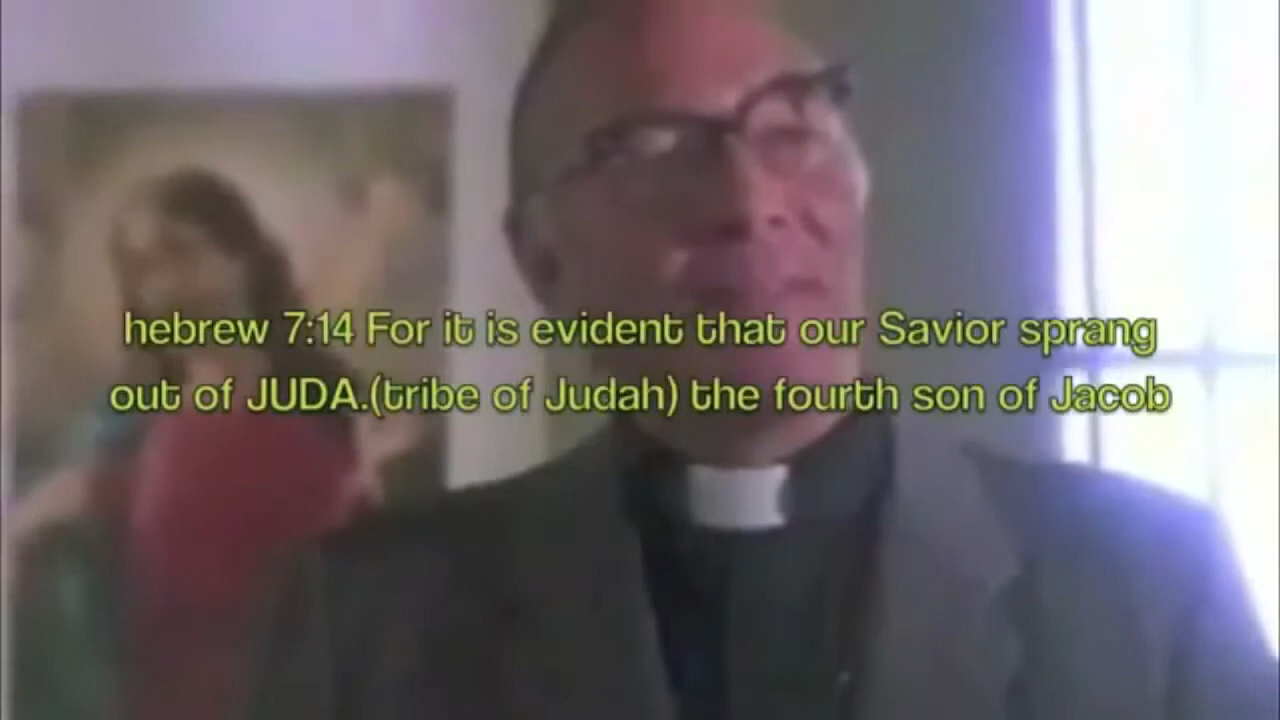 hebrew 7:14 For it is evident that our Savior sprang
out of JUDA.(tribe of Judah) the fourth son of Jacob